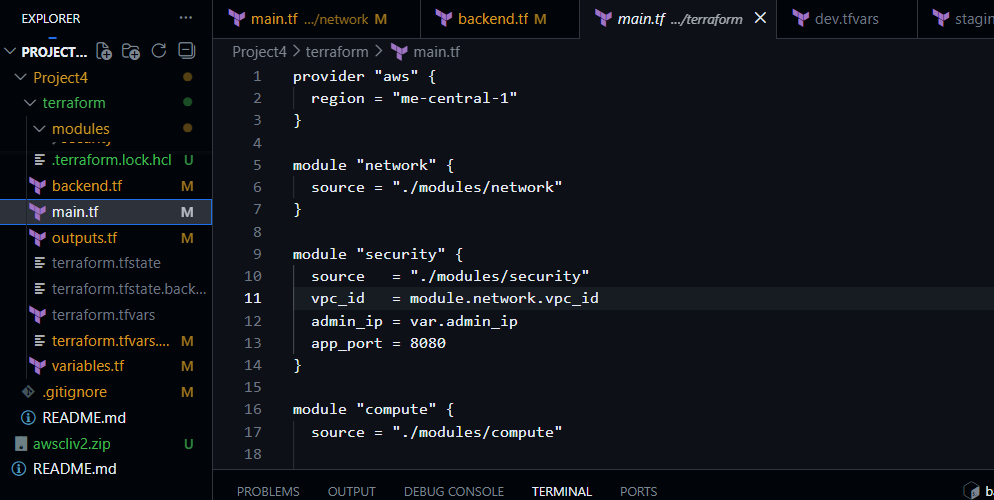 EXPLORER ...
main.tf .../network M
backend.tf M
main.tf .../terraform
dev.tfvars
PROJECT...
Project4 > terraform > main.tf
Project4
terraform
modules
.terraform.lock.hcl U
backend.tf M
main.tf M
outputs.tf M
terraform.tfstate
terraform.tfstate.back...
terraform.tfvars
terraform.tfvars.... M
variables.tf M
.gitignore M
README.md
awscliv2.zip U
README.md
1 provider "aws" {
2 region = "me-central-1"
3 }
4
5 module "network" {
6 source = "./modules/network"
7 }
8
9 module "security" {
10 source = "./modules/security"
11 vpc_id = module.network.vpc_id
12 admin_ip = var.admin_ip
13 app_port = 8080
14 }
15
16 module "compute" {
17 source = "./modules/compute"
18
PROBLEMS OUTPUT DEBUG CONSOLE TERMINAL PORTS